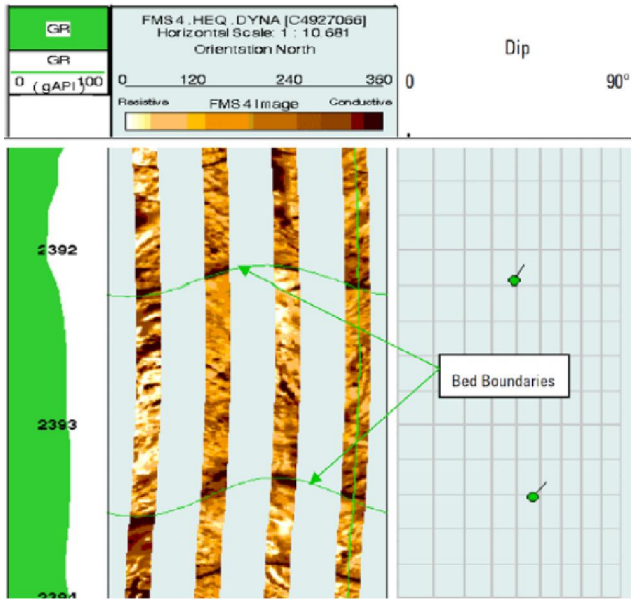 GR
GR
0 (gAPI) 100
FMS 4 .HEQ .DYNA [C4927066]
Horizontal Scale: 1 : 10.681
Orientation North
0 120 240 360
Resistive FMS 4 Image Conductive
Dip
0 90°
2392
Bed Boundaries
2393